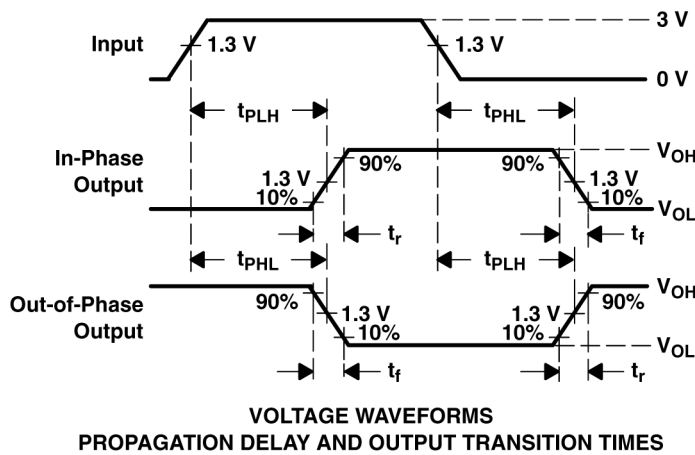 3 V
Input
1.3 V
1.3 V
0 V
tPLH
tPHL
In-Phase
Output
90%
90%
VOH
1.3 V
1.3 V
10%
10%
VOL
tr
tf
tPHL
tPLH
Out-of-Phase
Output
90%
90%
VOH
1.3 V
1.3 V
10%
10%
VOL
tf
tr
VOLTAGE WAVEFORMS
PROPAGATION DELAY AND OUTPUT TRANSITION TIMES